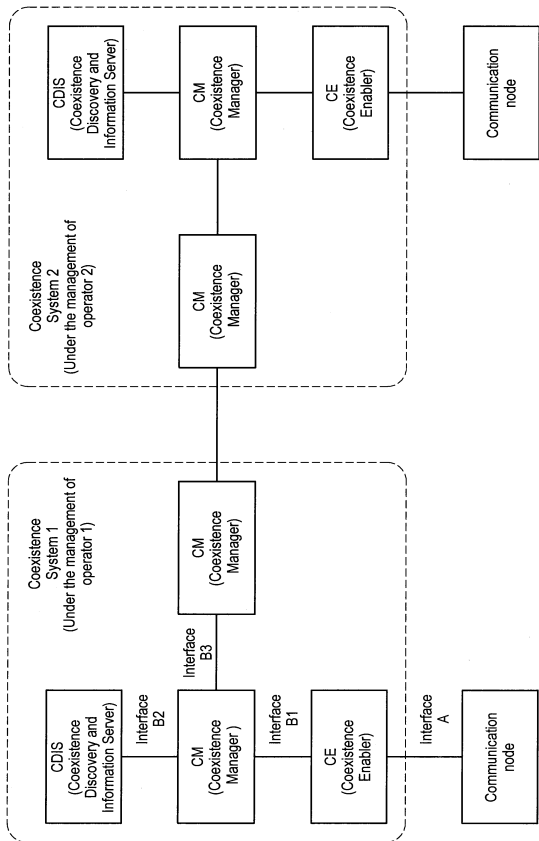 Coexistence
System 1
(Under the management of
operator 1)
CDIS
(Coexistence
Discovery and
Information Server)
Interface
B2
CM
(Coexistence
Manager )
Interface
B3
CM
(Coexistence
Manager)
Interface
B1
CE
(Coexistence
Enabler)
Interface
A
Communication
node
Coexistence
System 2
(Under the management of
operator 2)
CDIS
(Coexistence
Discovery and
Information Server)
CM
(Coexistence
Manager)
CM
(Coexistence
Manager)
CE
(Coexistence
Enabler)
Communication
node